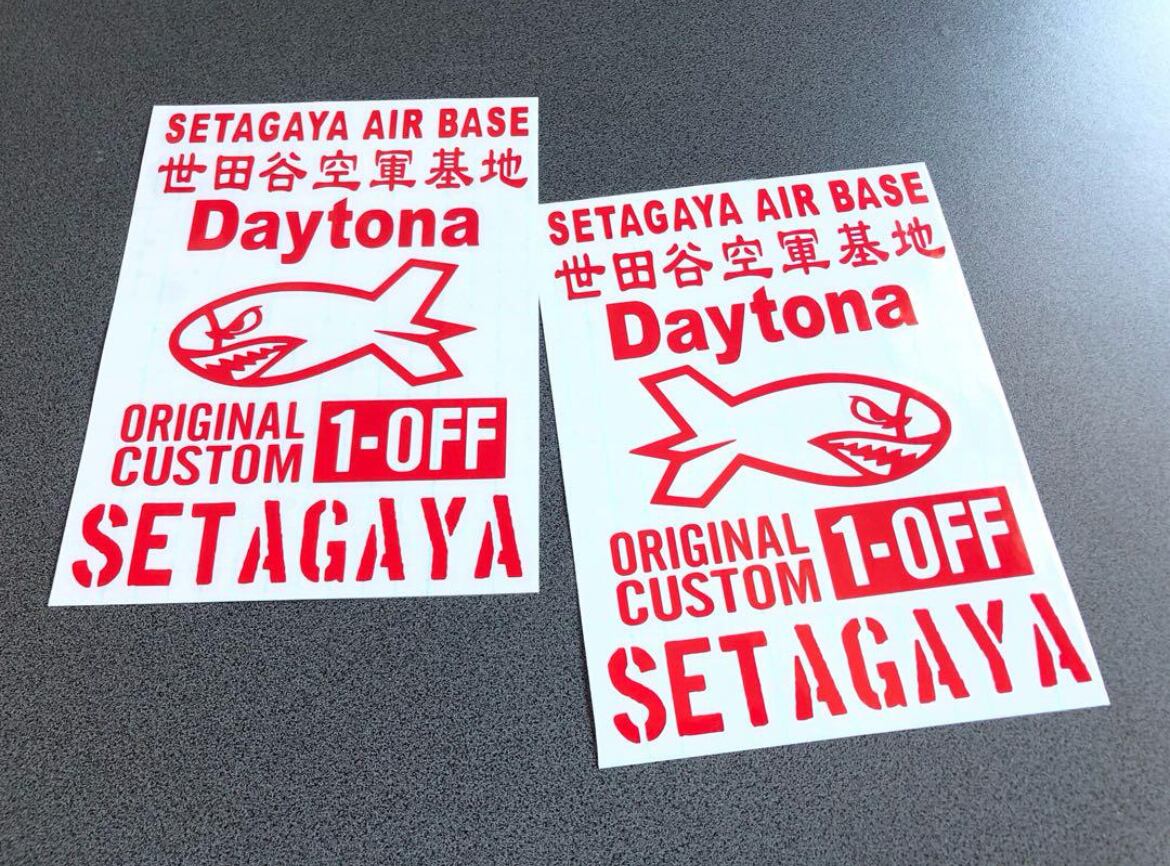 SETAGAYA AIR BASE
世田谷空軍基地
Daytona
ORIGINAL
CUSTOM
1-OFF
SETAGAYA
SETAGAYA AIR BASE
世田谷空軍基地
Daytona
ORIGINAL
CUSTOM
1-OFF
SETAGAYA